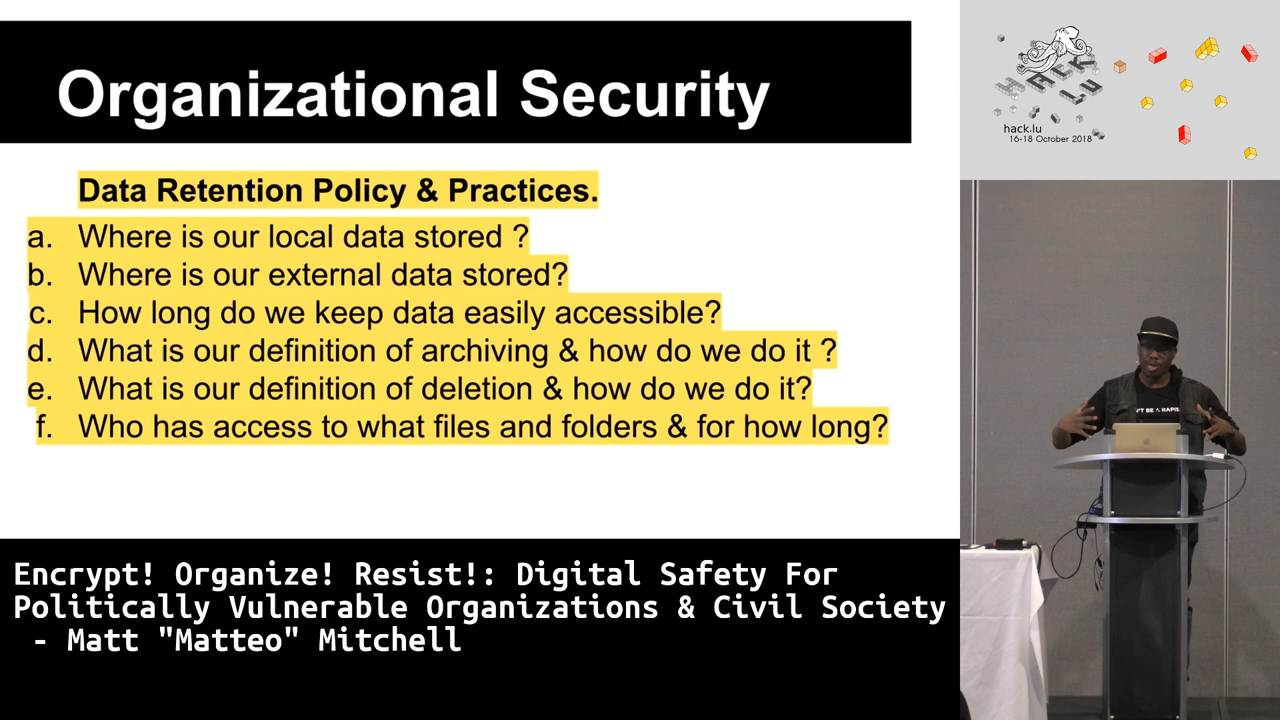 Organizational Security
Data Retention Policy & Practices.
a. Where is our local data stored ?
b. Where is our external data stored?
c. How long do we keep data easily accessible?
d. What is our definition of archiving & how do we do it ?
e. What is our definition of deletion & how do we do it?
f. Who has access to what files and folders & for how long?
Encrypt! Organize! Resist!: Digital Safety For
Politically Vulnerable Organizations & Civil Society
- Matt "Matteo" Mitchell
HACK
LU
hack.lu
16-18 October 2018